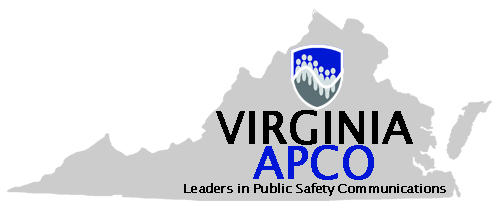 VIRGINIA
APCO
Leaders in Public Safety Communications